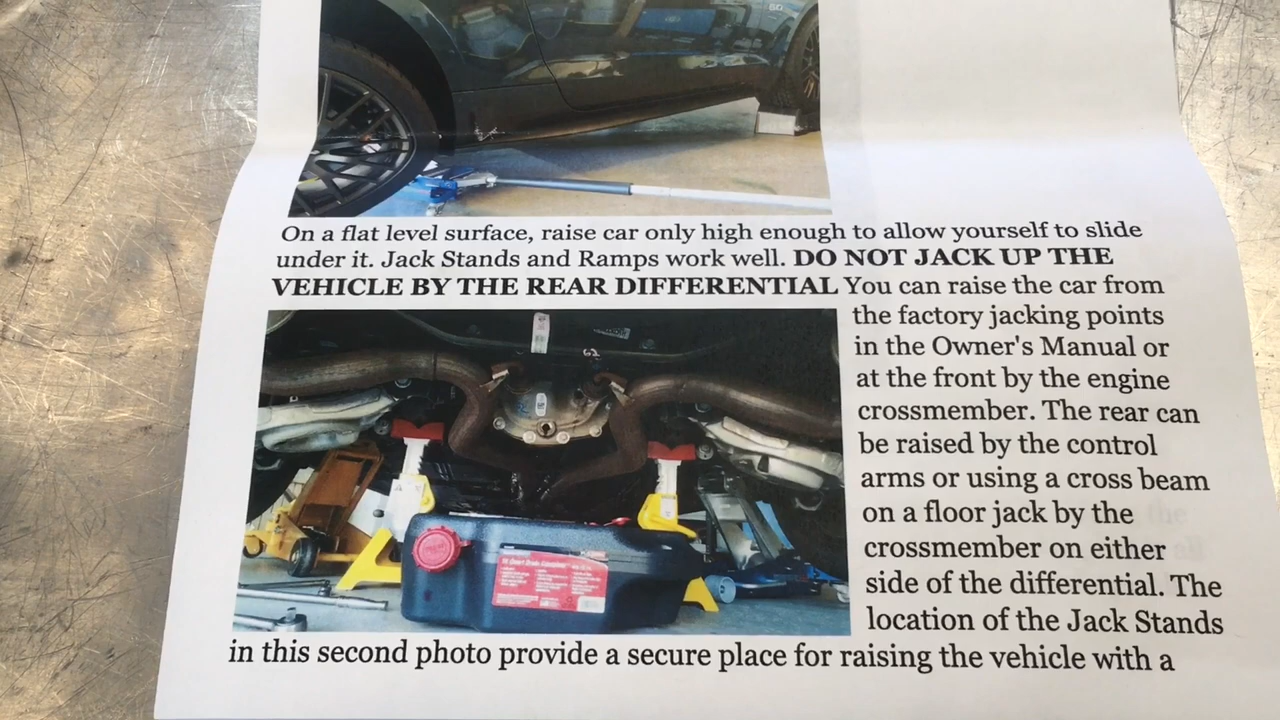 5.0
On a flat level surface, raise car only high enough to allow yourself to slide
under it. Jack Stands and Ramps work well. DO NOT JACK UP THE
VEHICLE BY THE REAR DIFFERENTIAL You can raise the car from
the factory jacking points
in the Owner's Manual or
at the front by the engine
crossmember. The rear can
be raised by the control
arms or using a cross beam
on a floor jack by the
crossmember on either
side of the differential. The
location of the Jack Stands
in this second photo provide a secure place for raising the vehicle with a